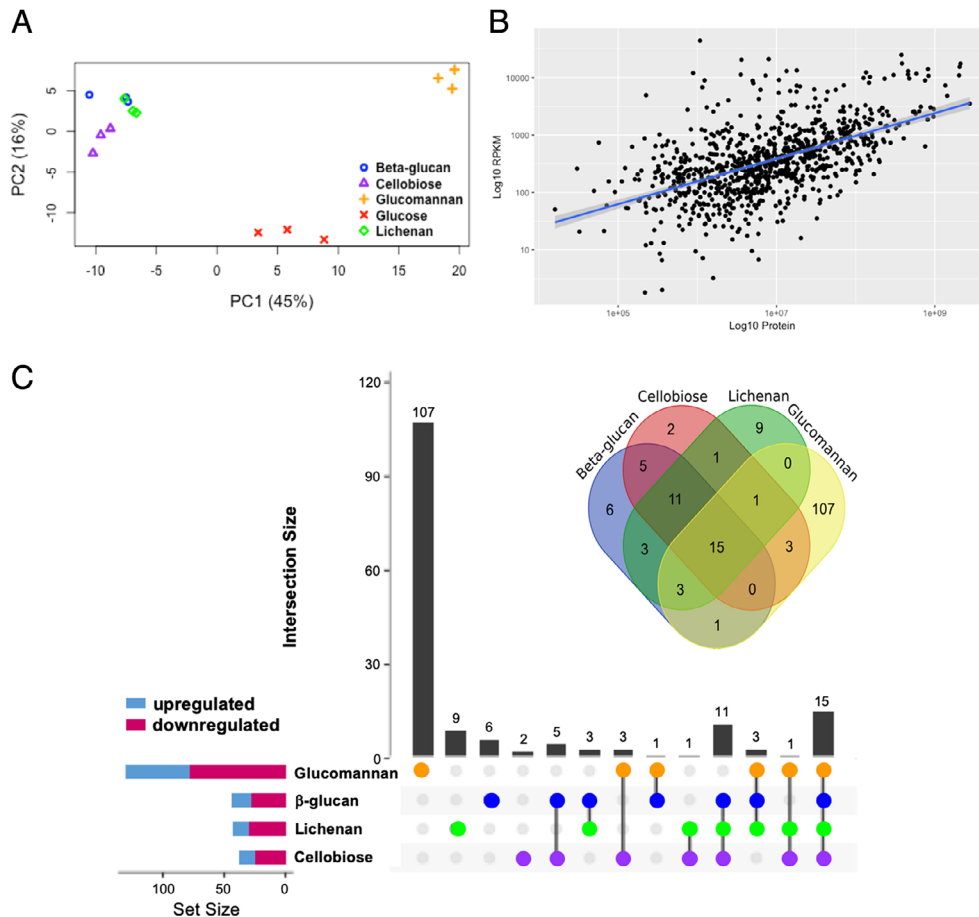 A
PC2 (16%)
5
0
-5
-10
Beta-glucan
Cellobiose
Glucomannan
Glucose
Lichenan
-10 -5 0 5 10 15 20
PC1 (45%)
B
Log10 RPKM
10000
1000
100
10
1e+05 1e+07 1e+09
Log10 Protein
C
Intersection Size
120
90
60
30
0
107 9 6 2 5 3 3 1 1 11 3 1 15
Cellobiose Lichenan
Beta-glucan Glucomannan
2 9
5 1 0
6 11 1 107
3 15 3
3 0
1
upregulated
downregulated
Glucomannan
β-glucan
Lichenan
Cellobiose
100 50 0
Set Size